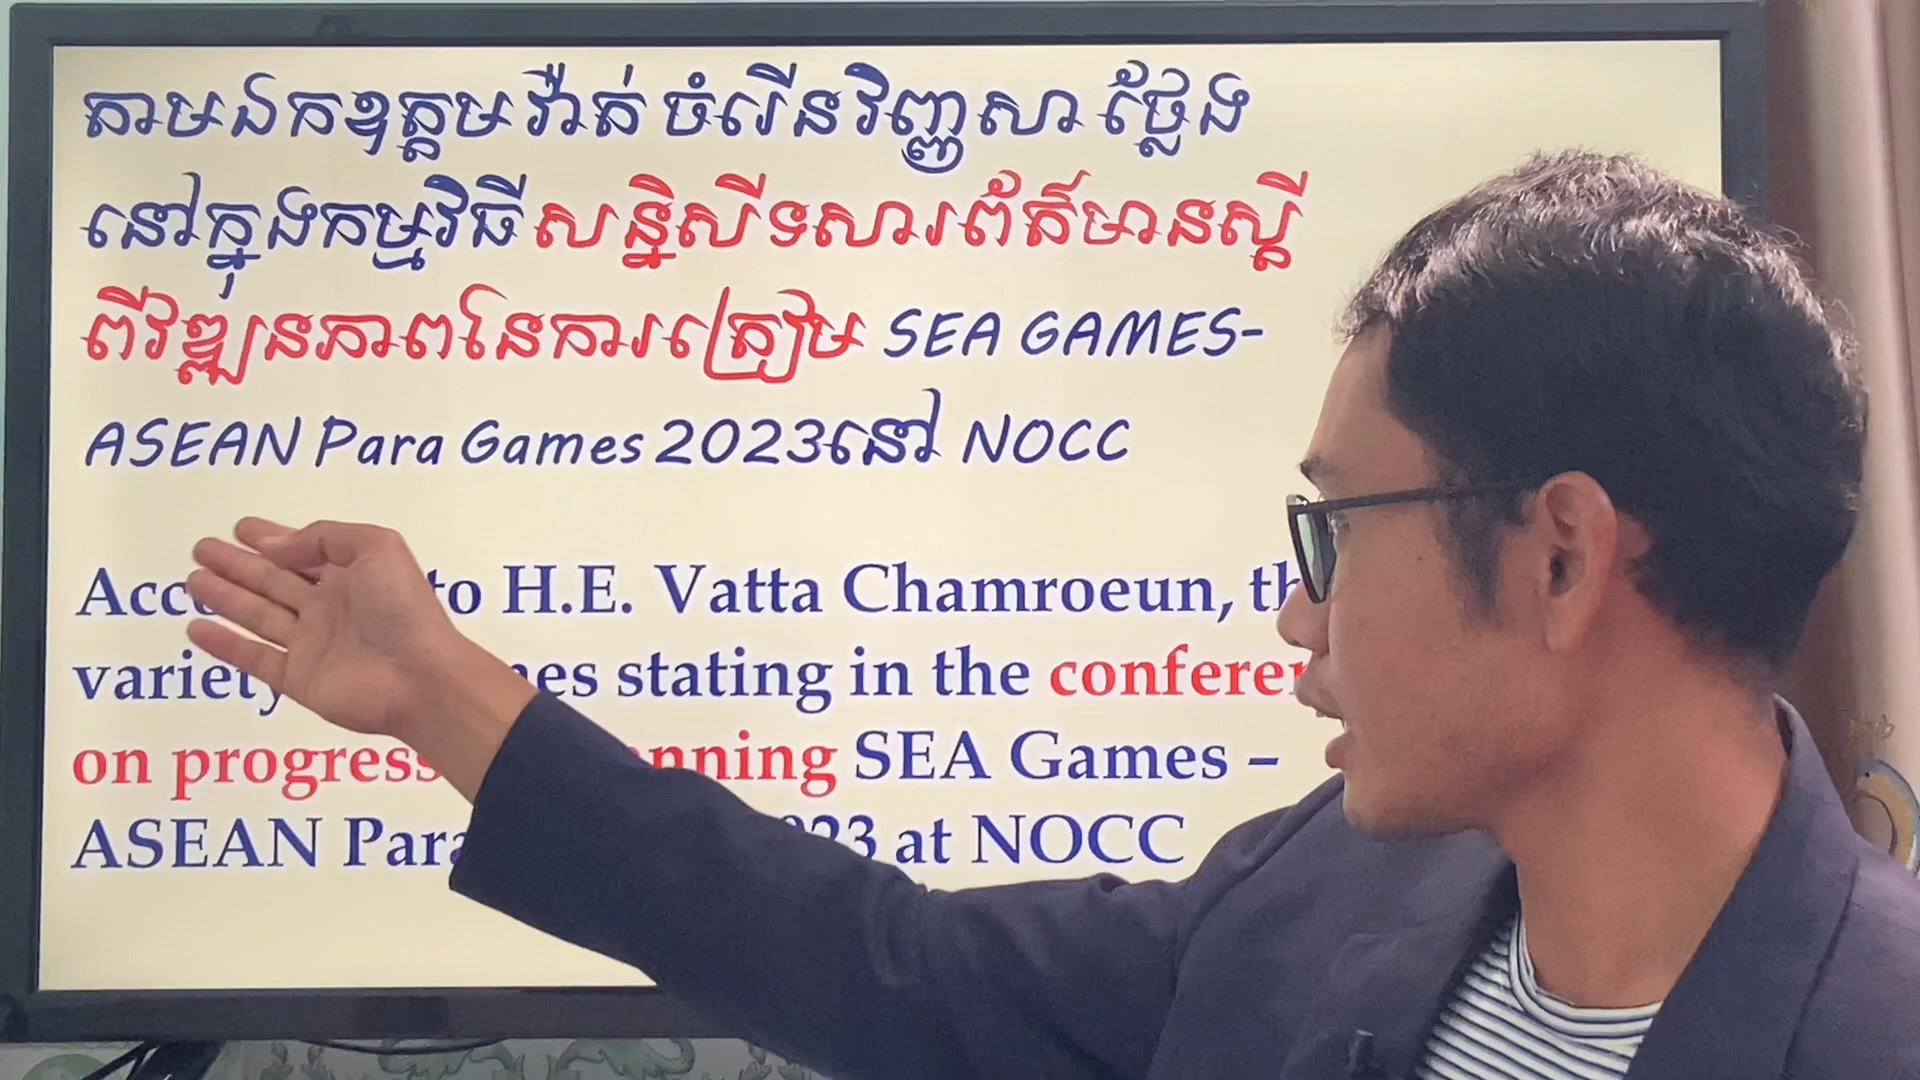 តាមឯកឧត្តម វ៉ាត់ ចំរើន វិញ្ញាសា ថ្លែង
នៅក្នុងកម្មវិធី សន្និសីទសារព័ត៌មានស្តី
ពីវឌ្ឍនភាពនៃការត្រៀម SEA GAMES-
ASEAN Para Games 2023នៅ NOCC
to H.E. Vatta Chamroeun,
stating in the
on SEA Games –
ASEAN at NOCC